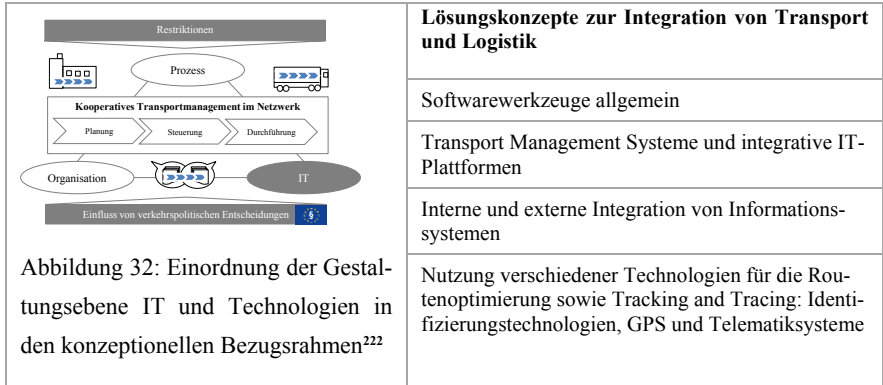 Restriktionen
Prozess
Kooperatives Transportmanagement im Netzwerk
Planung
Steuerung
Durchführung
Organisation
IT
Einfluss von verkehrspolitischen Entscheidungen
§
Abbildung 32: Einordnung der Gestal-
tungsebene IT und Technologien in
den konzeptionellen Bezugsrahmen²²²
Lösungskonzepte zur Integration von Transport
und Logistik
Softwarewerkzeuge allgemein
Transport Management Systeme und integrative IT-
Plattformen
Interne und externe Integration von Informations-
systemen
Nutzung verschiedener Technologien für die Rou-
tenoptimierung sowie Tracking and Tracing: Identi-
fizierungstechnologien, GPS und Telematiksysteme